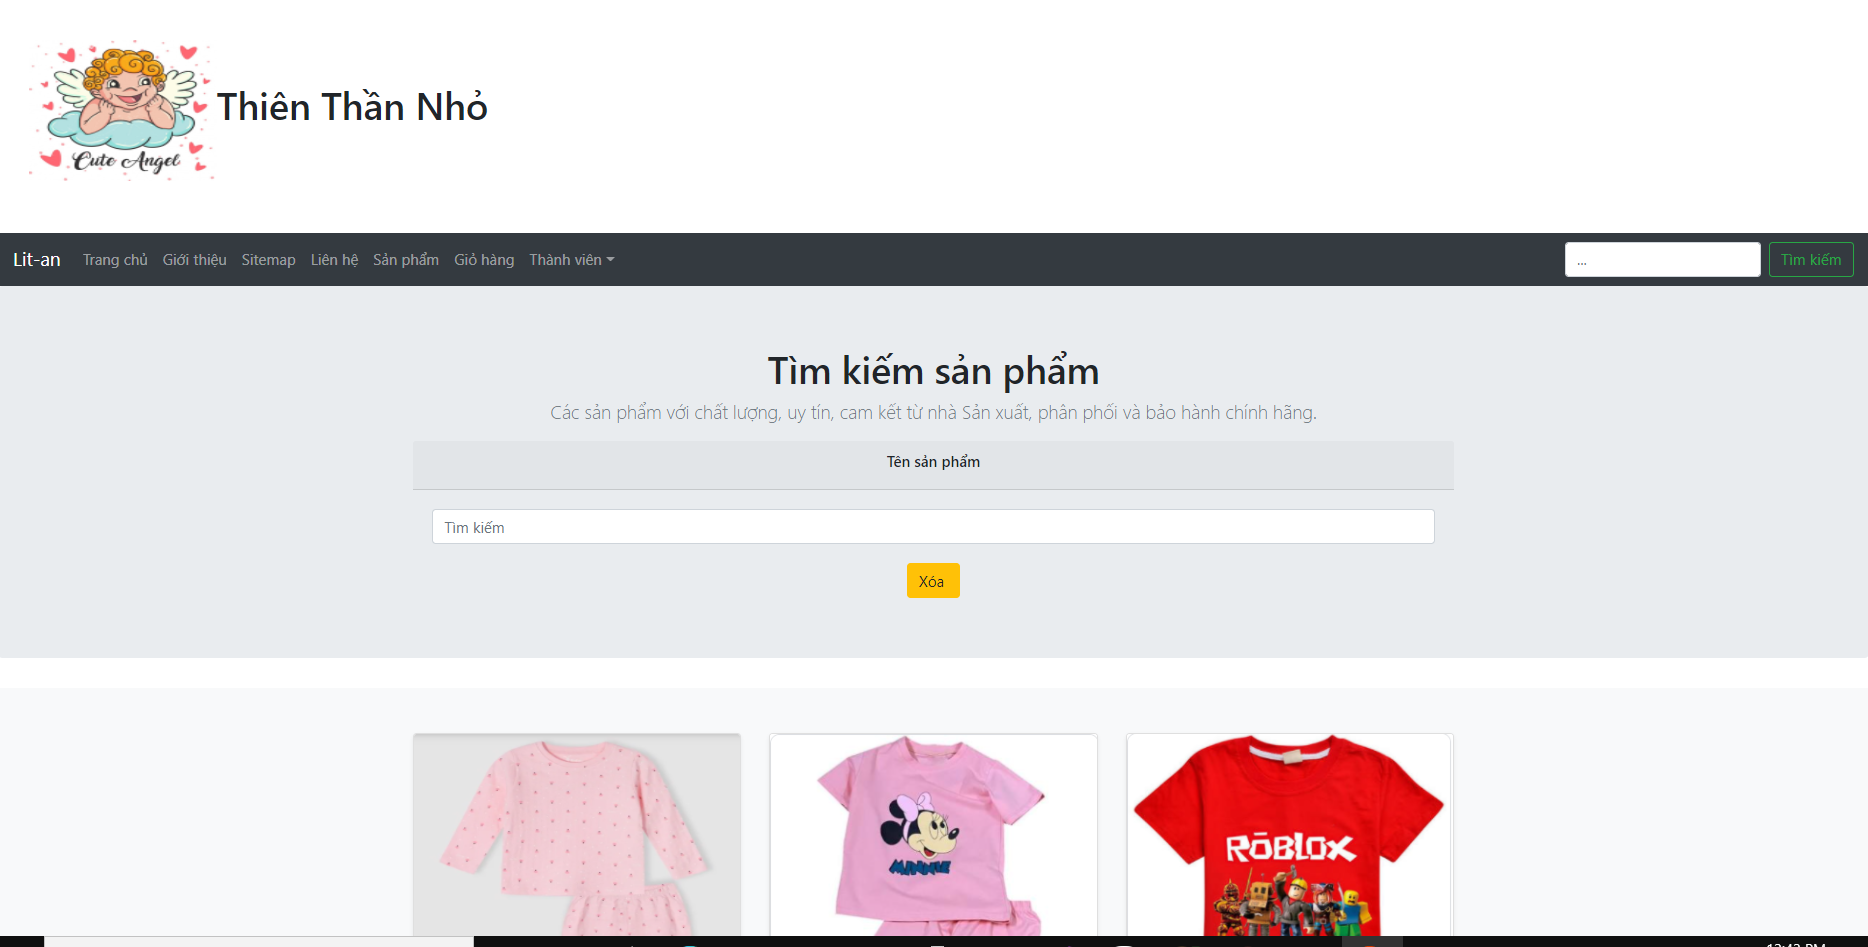 Cute Angel
Thiên Thần Nhỏ
Lit-an Trang chủ Giới thiệu Sitemap Liên hệ Sản phẩm Giỏ hàng Thành viên ... Tìm kiếm
Tìm kiếm sản phẩm
Các sản phẩm với chất lượng, uy tín, cam kết từ nhà Sản xuất, phân phối và bảo hành chính hãng.
Tên sản phẩm
Tìm kiếm
Xóa
MINNIE
ROBLOX